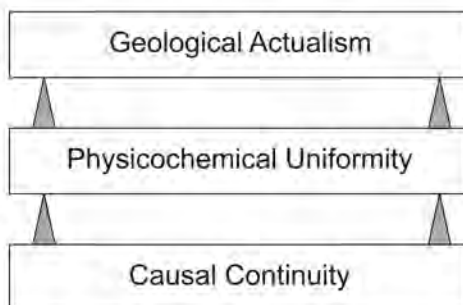 Geological Actualism
Physicochemical Uniformity
Causal Continuity